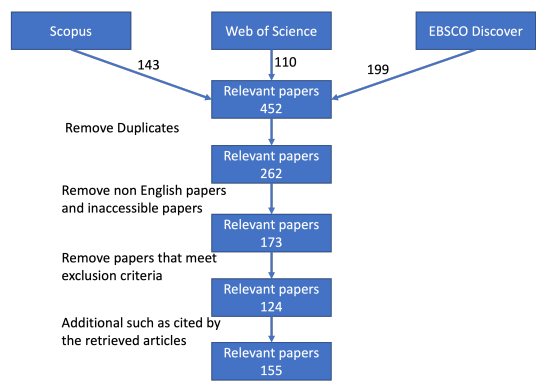 Scopus
Web of Science
EBSCO Discover
143
110
199
Relevant papers
452
Remove Duplicates
Relevant papers
262
Remove non English papers
and inaccessible papers
Relevant papers
173
Remove papers that meet
exclusion criteria
Relevant papers
124
Additional such as cited by
the retrieved articles
Relevant papers
155